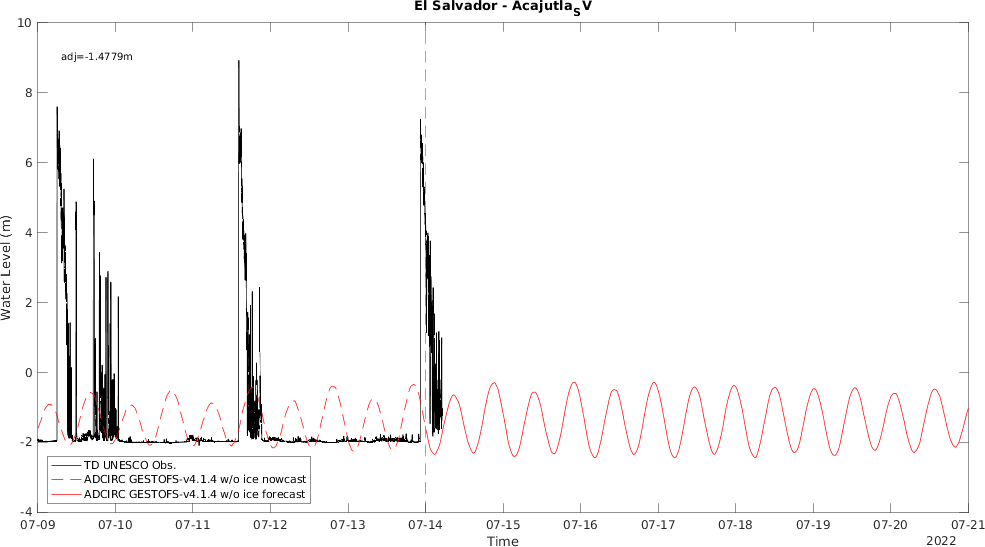 El Salvador - AcajutlaSV
adj=-1.4779m
10
8
6
4
2
0
-2
-4
Water Level (m)
TD UNESCO Obs.
ADCIRC GESTOFS-v4.1.4 w/o ice nowcast
ADCIRC GESTOFS-v4.1.4 w/o ice forecast
07-09 07-10 07-11 07-12 07-13 07-14 07-15 07-16 07-17 07-18 07-19 07-20 07-21
Time
2022